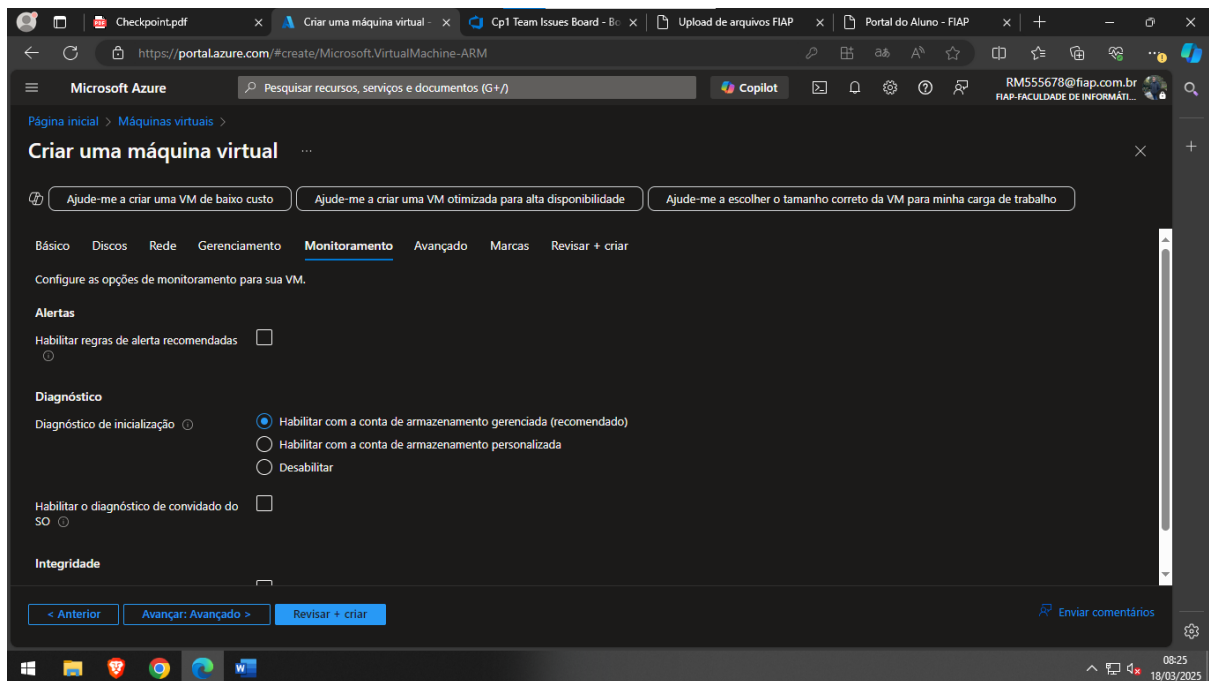 Checkpoint.pdf
Criar uma máquina virtual -
Cp1 Team Issues Board - Bo
Upload de arquivos FIAP
Portal do Aluno - FIAP
https://portal.azure.com/#create/Microsoft.VirtualMachine-ARM
Microsoft Azure
Pesquisar recursos, serviços e documentos (G+/)
Copilot
RM555678@fiap.com.br
FIAP-FACULDADE DE INFORMÁTI...
Página inicial > Máquinas virtuais >
Criar uma máquina virtual ...
Ajude-me a criar uma VM de baixo custo
Ajude-me a criar uma VM otimizada para alta disponibilidade
Ajude-me a escolher o tamanho correto da VM para minha carga de trabalho
Básico Discos Rede Gerenciamento Monitoramento Avançado Marcas Revisar + criar
Configure as opções de monitoramento para sua VM.
Alertas
Habilitar regras de alerta recomendadas
Diagnóstico
Diagnóstico de inicialização
Habilitar com a conta de armazenamento gerenciada (recomendado)
Habilitar com a conta de armazenamento personalizada
Desabilitar
Habilitar o diagnóstico de convidado do
SO
Integridade
< Anterior
Avançar: Avançado >
Revisar + criar
Enviar comentários
08:25
18/03/2025